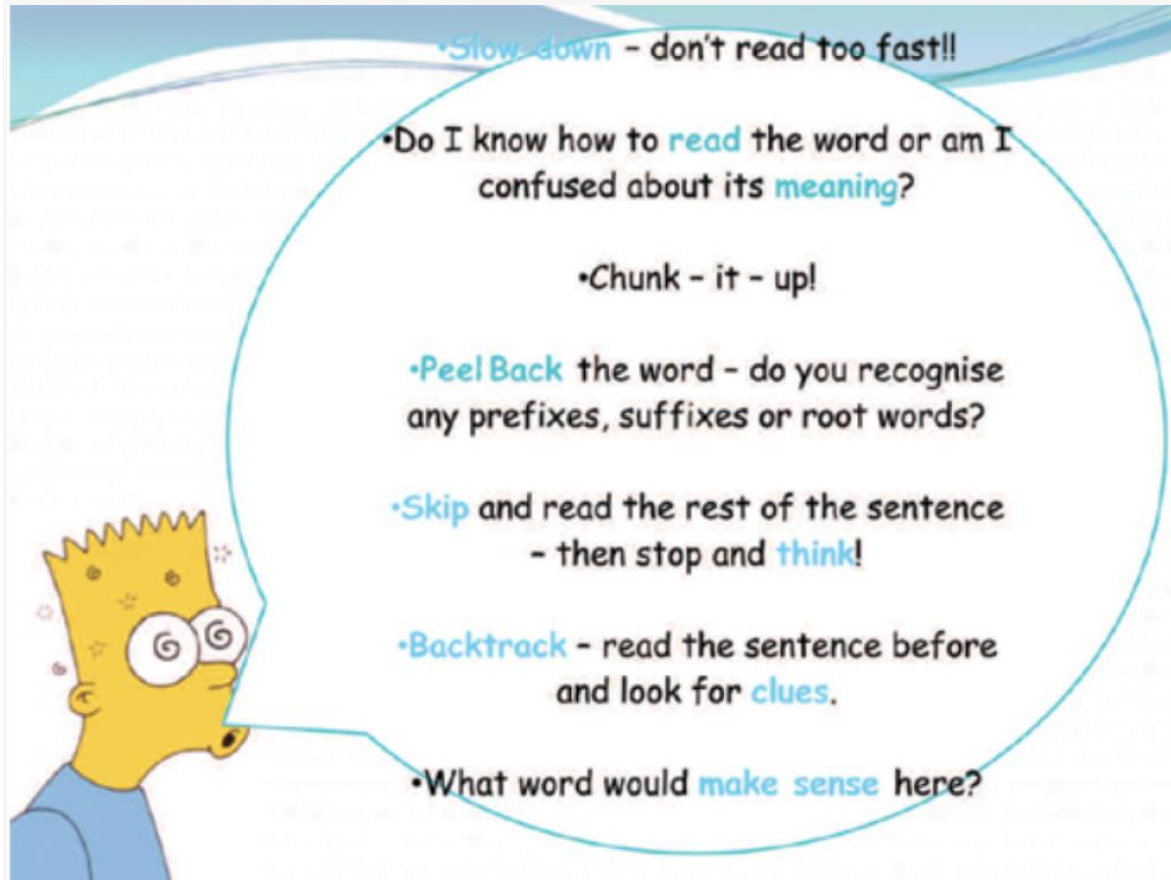 •Slow down – don't read too fast!!
•Do I know how to read the word or am I
confused about its meaning?
•Chunk – it – up!
•Peel Back the word – do you recognise
any prefixes, suffixes or root words?
•Skip and read the rest of the sentence
– then stop and think!
•Backtrack – read the sentence before
and look for clues.
•What word would make sense here?